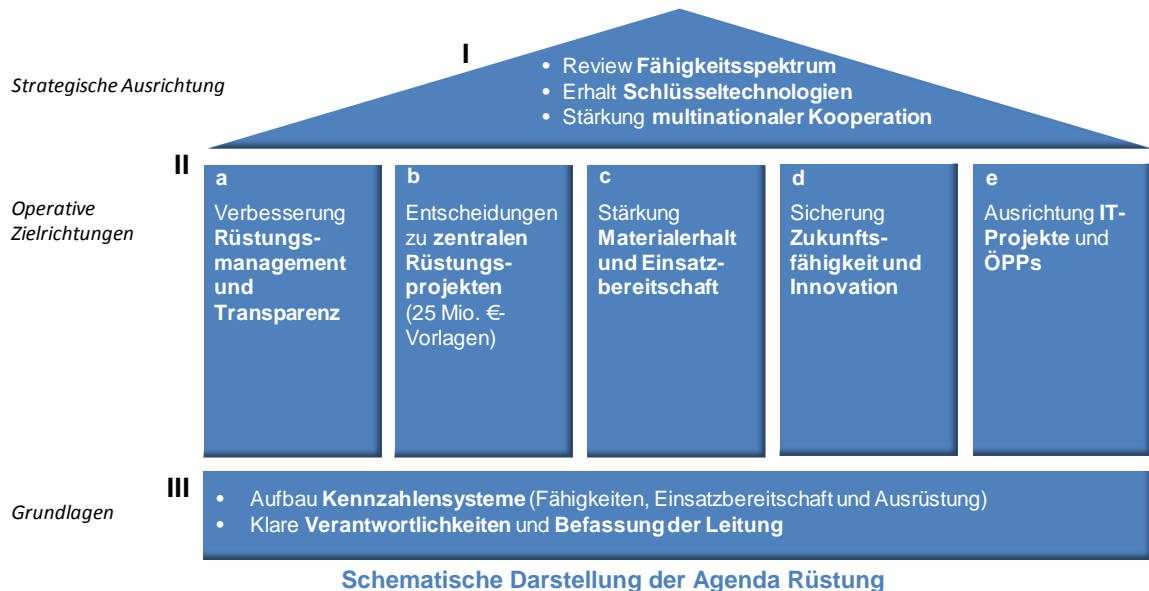 I
Strategische Ausrichtung
• Review Fähigkeitsspektrum
• Erhalt Schlüsseltechnologien
• Stärkung multinationaler Kooperation
II
Operative
Zielrichtungen
a
Verbesserung
Rüstungs-
management
und
Transparenz
b
Entscheidungen
zu zentralen
Rüstungs-
projekten
(25 Mio. €-
Vorlagen)
c
Stärkung
Materialerhalt
und Einsatz-
bereitschaft
d
Sicherung
Zukunfts-
fähigkeit und
Innovation
e
Ausrichtung IT-
Projekte und
ÖPPs
III
Grundlagen
• Aufbau Kennzahlensysteme (Fähigkeiten, Einsatzbereitschaft und Ausrüstung)
• Klare Verantwortlichkeiten und Befassung der Leitung
Schematische Darstellung der Agenda Rüstung